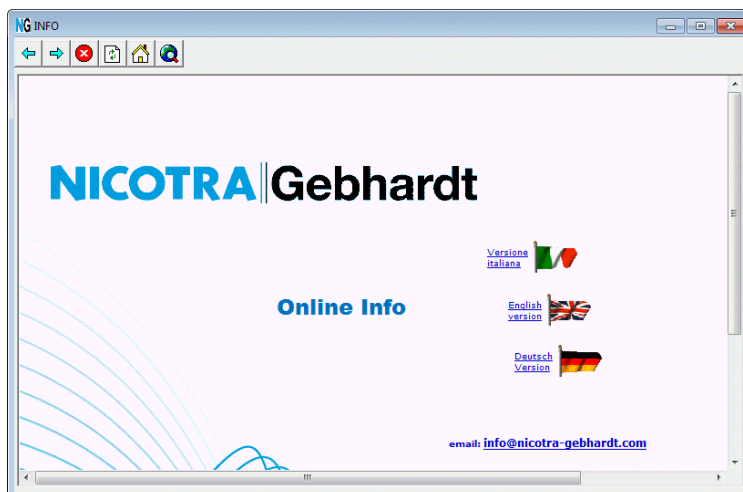 NG INFO
NICOTRA Gebhardt
Versione
italiana
Online Info
English
version
Deutsch
Version
email: info@nicotra-gebhardt.com